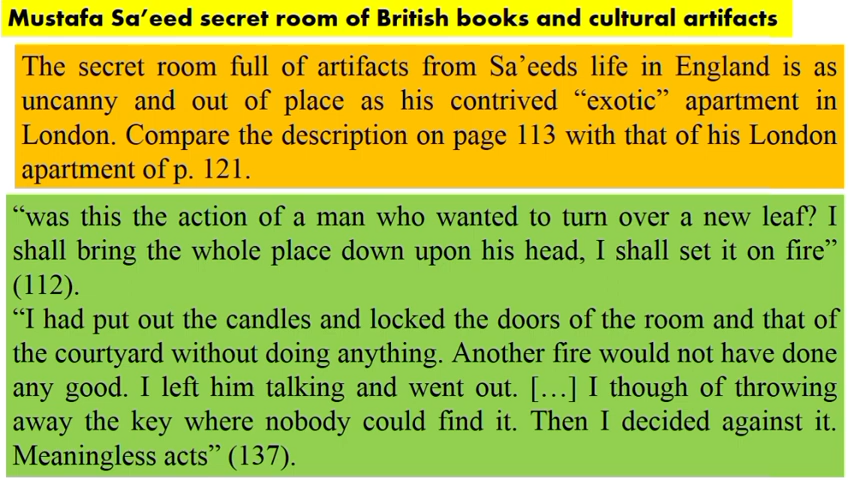 Mustafa Sa'eed secret room of British books and cultural artifacts
The secret room full of artifacts from Sa'eeds life in England is as
uncanny and out of place as his contrived “exotic” apartment in
London. Compare the description on page 113 with that of his London
apartment of p. 121.
“was this the action of a man who wanted to turn over a new leaf? I
shall bring the whole place down upon his head, I shall set it on fire”
(112).
“I had put out the candles and locked the doors of the room and that of
the courtyard without doing anything. Another fire would not have done
any good. I left him talking and went out. […] I though of throwing
away the key where nobody could find it. Then I decided against it.
Meaningless acts” (137).